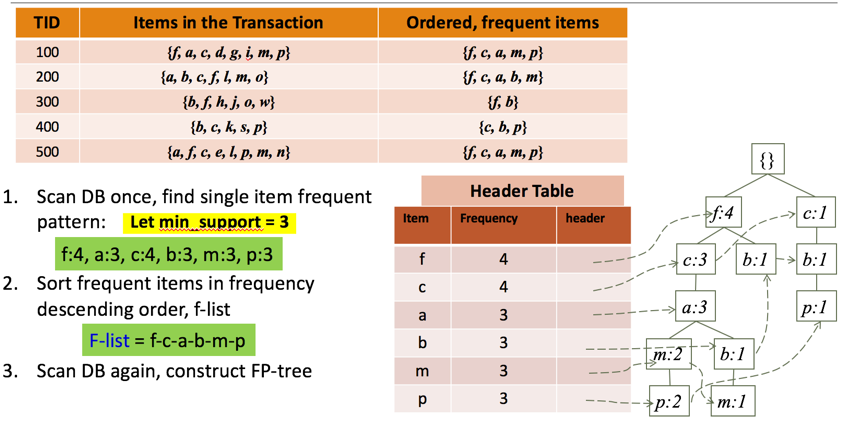 TID Items in the Transaction Ordered, frequent items
100 {f, a, c, d, g, i, m, p} {f, c, a, m, p}
200 {a, b, c, f, l, m, o} {f, c, a, b, m}
300 {b, f, h, j, o, w} {f, b}
400 {b, c, k, s, p} {c, b, p}
500 {a, f, c, e, l, p, m, n} {f, c, a, m, p}
1. Scan DB once, find single item frequent
pattern: Let min_support = 3
f:4, a:3, c:4, b:3, m:3, p:3
2. Sort frequent items in frequency
descending order, f-list
F-list = f-c-a-b-m-p
3. Scan DB again, construct FP-tree
Header Table
Item Frequency header
f 4
c 4
a 3
b 3
m 3
p 3
{}
f:4 c:1
c:3 b:1 b:1
a:3 p:1
m:2 b:1
p:2 m:1